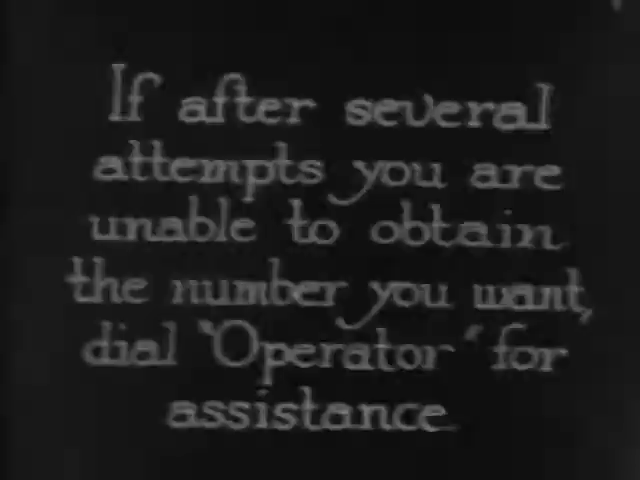 If after several
attempts you are
unable to obtain
the number you want,
dial "Operator" for
assistance